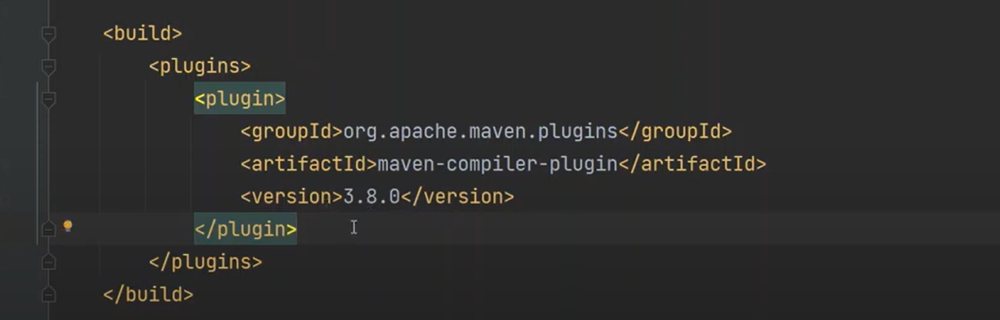 <build>
<plugins>
<plugin>
<groupId>org.apache.maven.plugins</groupId>
<artifactId>maven-compiler-plugin</artifactId>
<version>3.8.0</version>
</plugin>
</plugins>
</build>